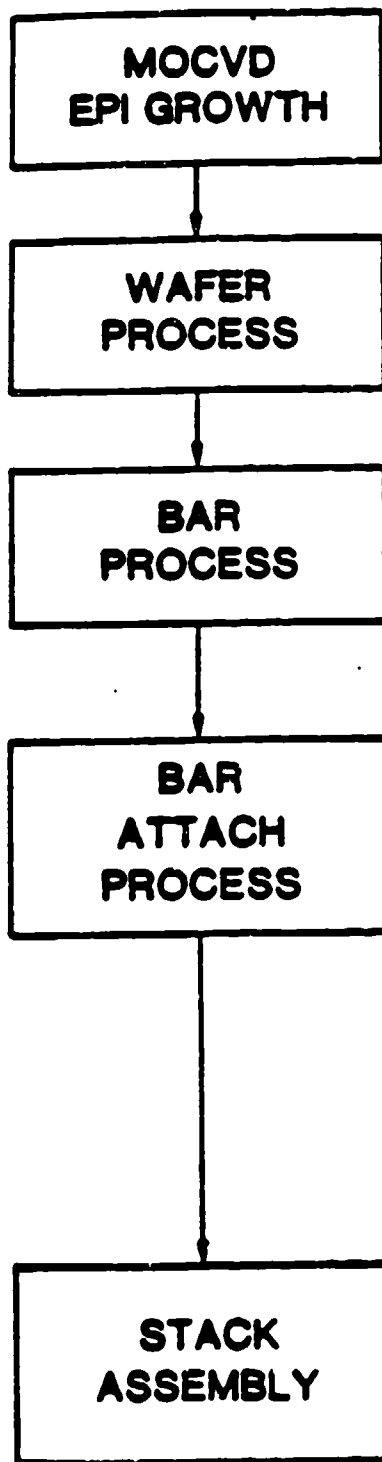 MOCVD
EPI GROWTH
WAFER
PROCESS
BAR
PROCESS
BAR
ATTACH
PROCESS
STACK
ASSEMBLY